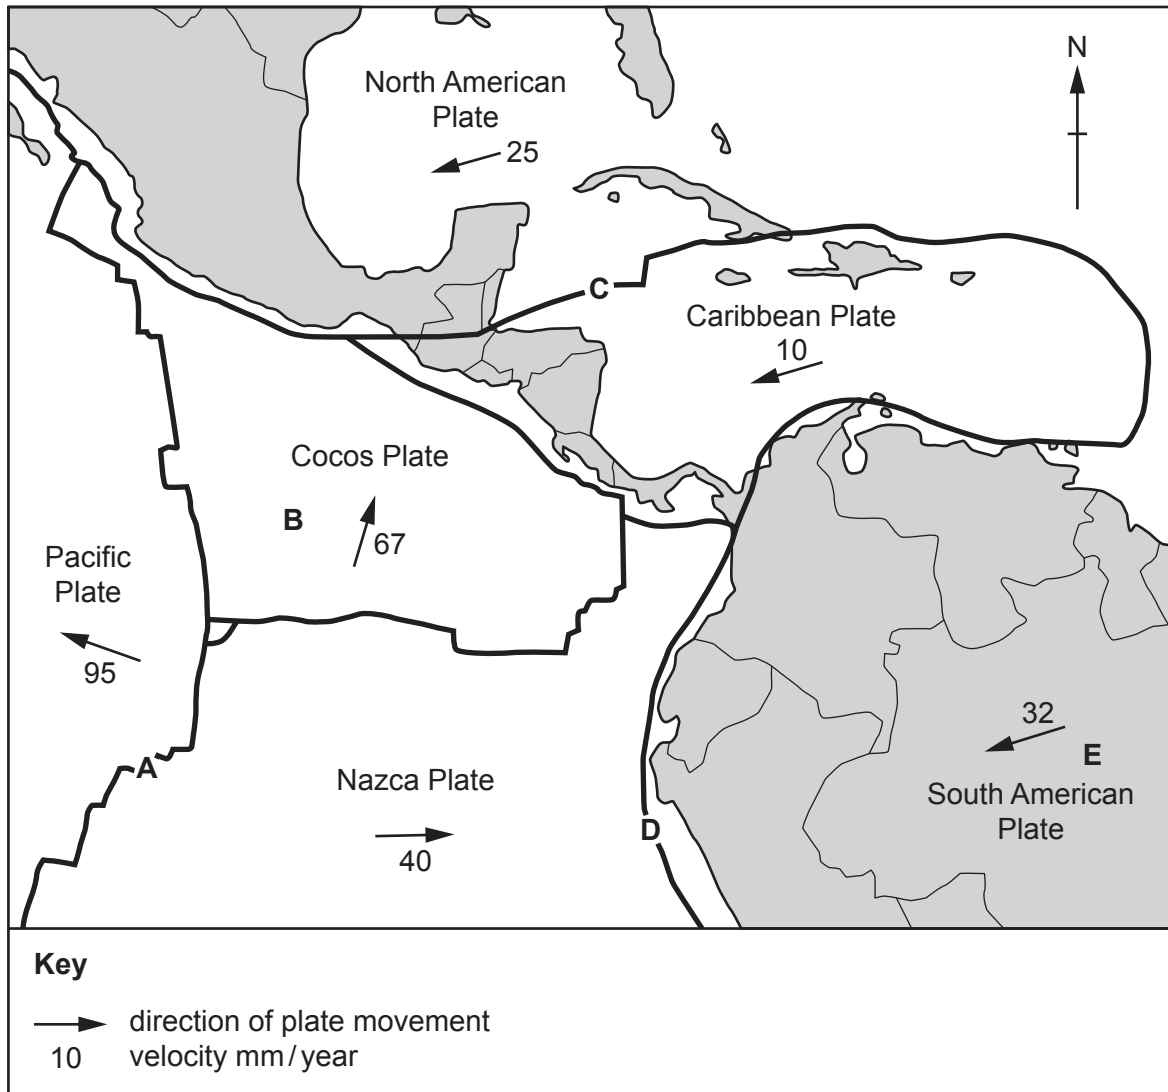 N
North American
Plate
25
C
Caribbean Plate
10
Cocos Plate
B
67
Pacific
Plate
95
A
Nazca Plate
40
D
32
E
South American
Plate
Key
direction of plate movement
10 velocity mm / year